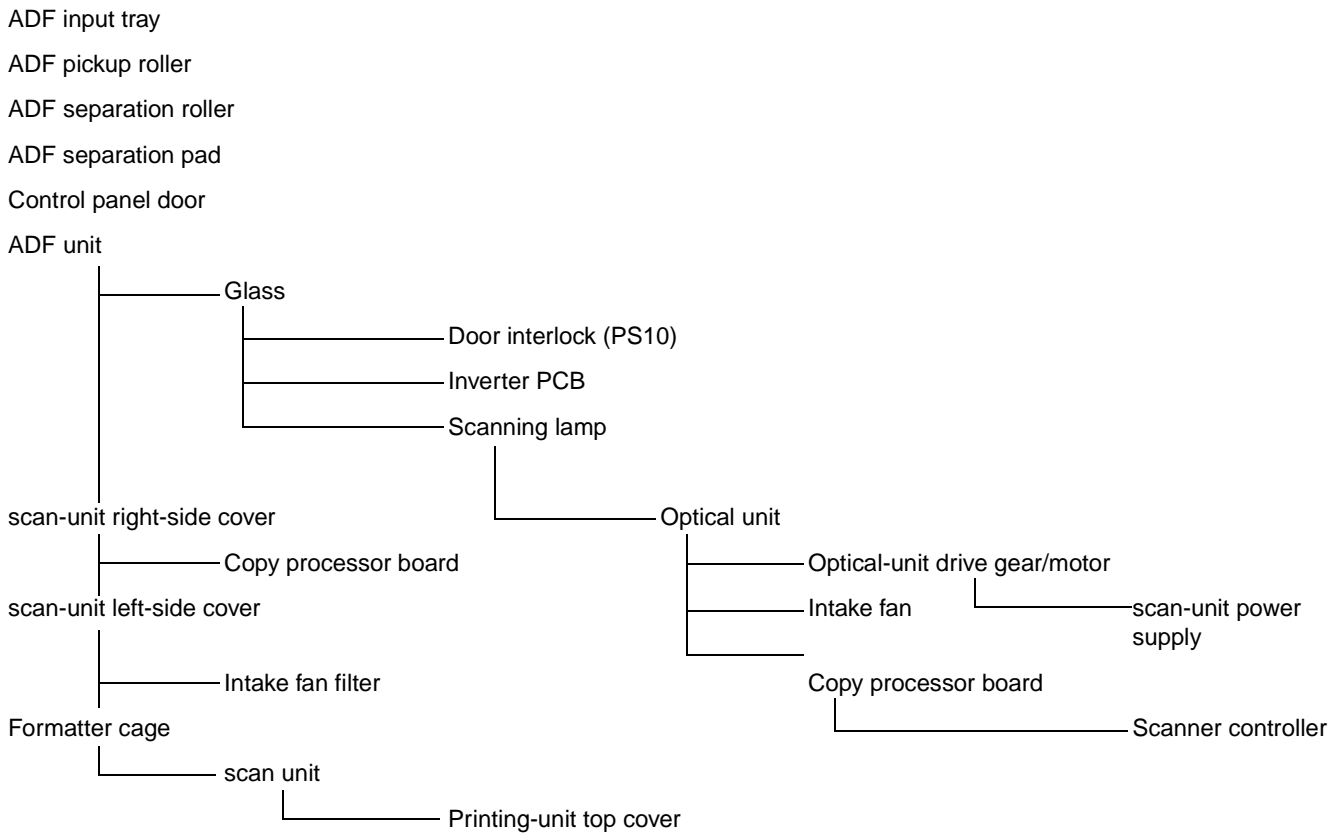 ADF input tray
ADF pickup roller
ADF separation roller
ADF separation pad
Control panel door
ADF unit
Glass
Door interlock (PS10)
Inverter PCB
Scanning lamp
scan-unit right-side cover
Optical unit
Copy processor board
Optical-unit drive gear/motor
scan-unit left-side cover
Intake fan
scan-unit power
supply
Intake fan filter
Copy processor board
Formatter cage
Scanner controller
scan unit
Printing-unit top cover